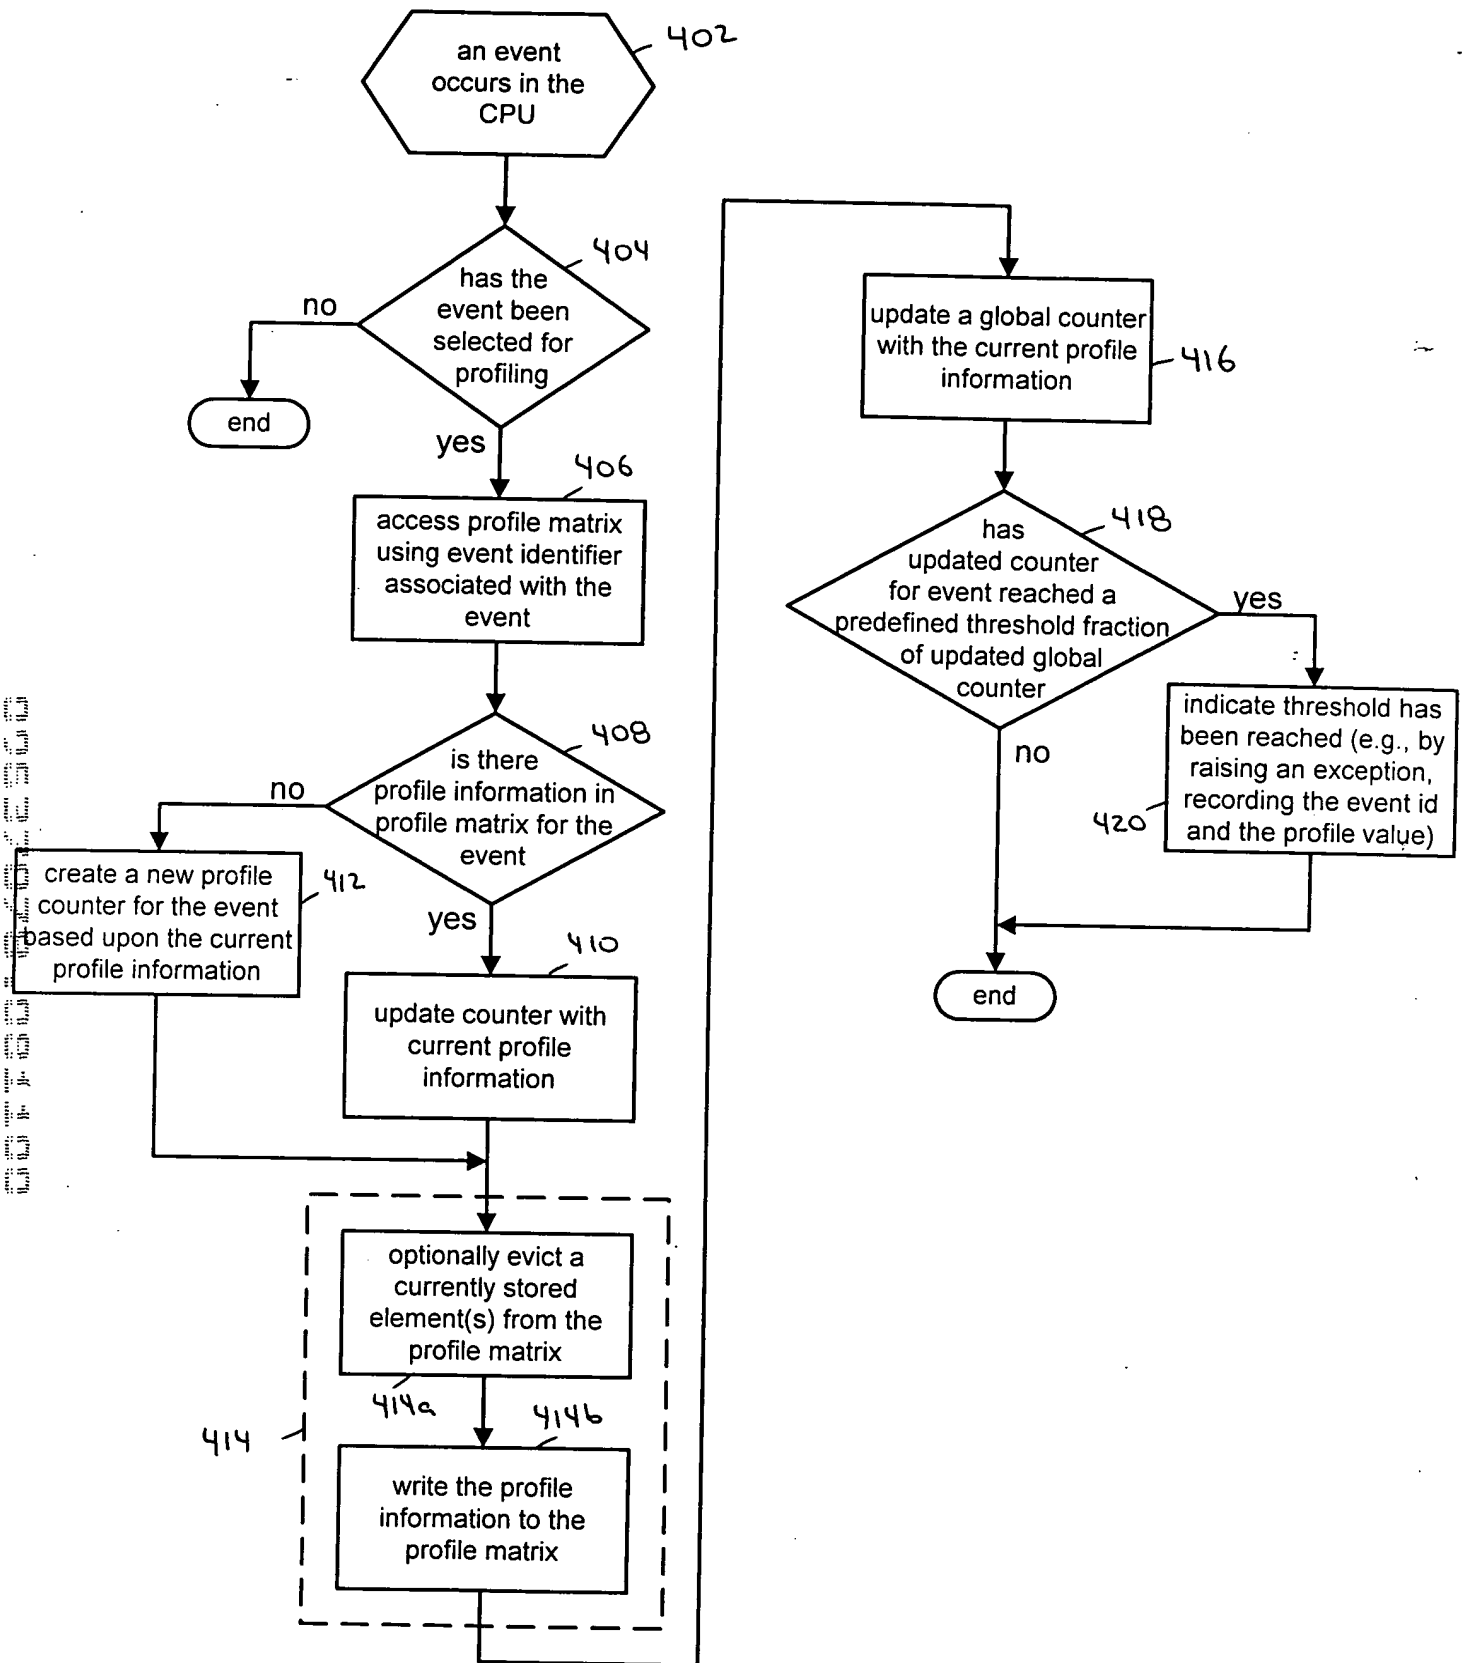 an event
occurs in the
CPU
402
has the
event been
selected for
profiling
404
no
end
yes
406
access profile matrix
using event identifier
associated with the
event
408
is there
profile information in
profile matrix for the
event
no
create a new profile
counter for the event
based upon the current
profile information
412
yes
410
update counter with
current profile
information
optionally evict a
currently stored
element(s) from the
profile matrix
414a
414
414b
write the profile
information to the
profile matrix
update a global counter
with the current profile
information
416
418
has
updated counter
for event reached a
predefined threshold fraction
of updated global
counter
yes
indicate threshold has
been reached (e.g., by
raising an exception,
recording the event id
and the profile value)
420
no
end